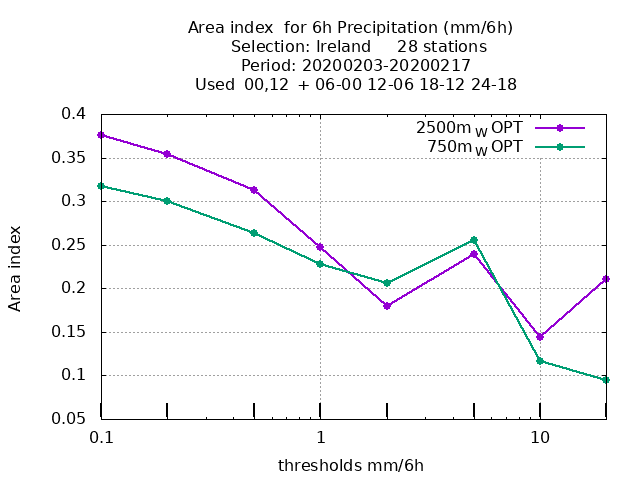 Area index  for 6h Precipitation (mm/6h)
Selection: Ireland     28 stations
Period: 20200203-20200217
Used  00,12  + 06-00 12-06 18-12 24-18
2500m W OPT
750m W OPT
0.4
0.35
0.3
0.25
0.2
0.15
0.1
0.05
Area index
0.1 1 10
thresholds mm/6h